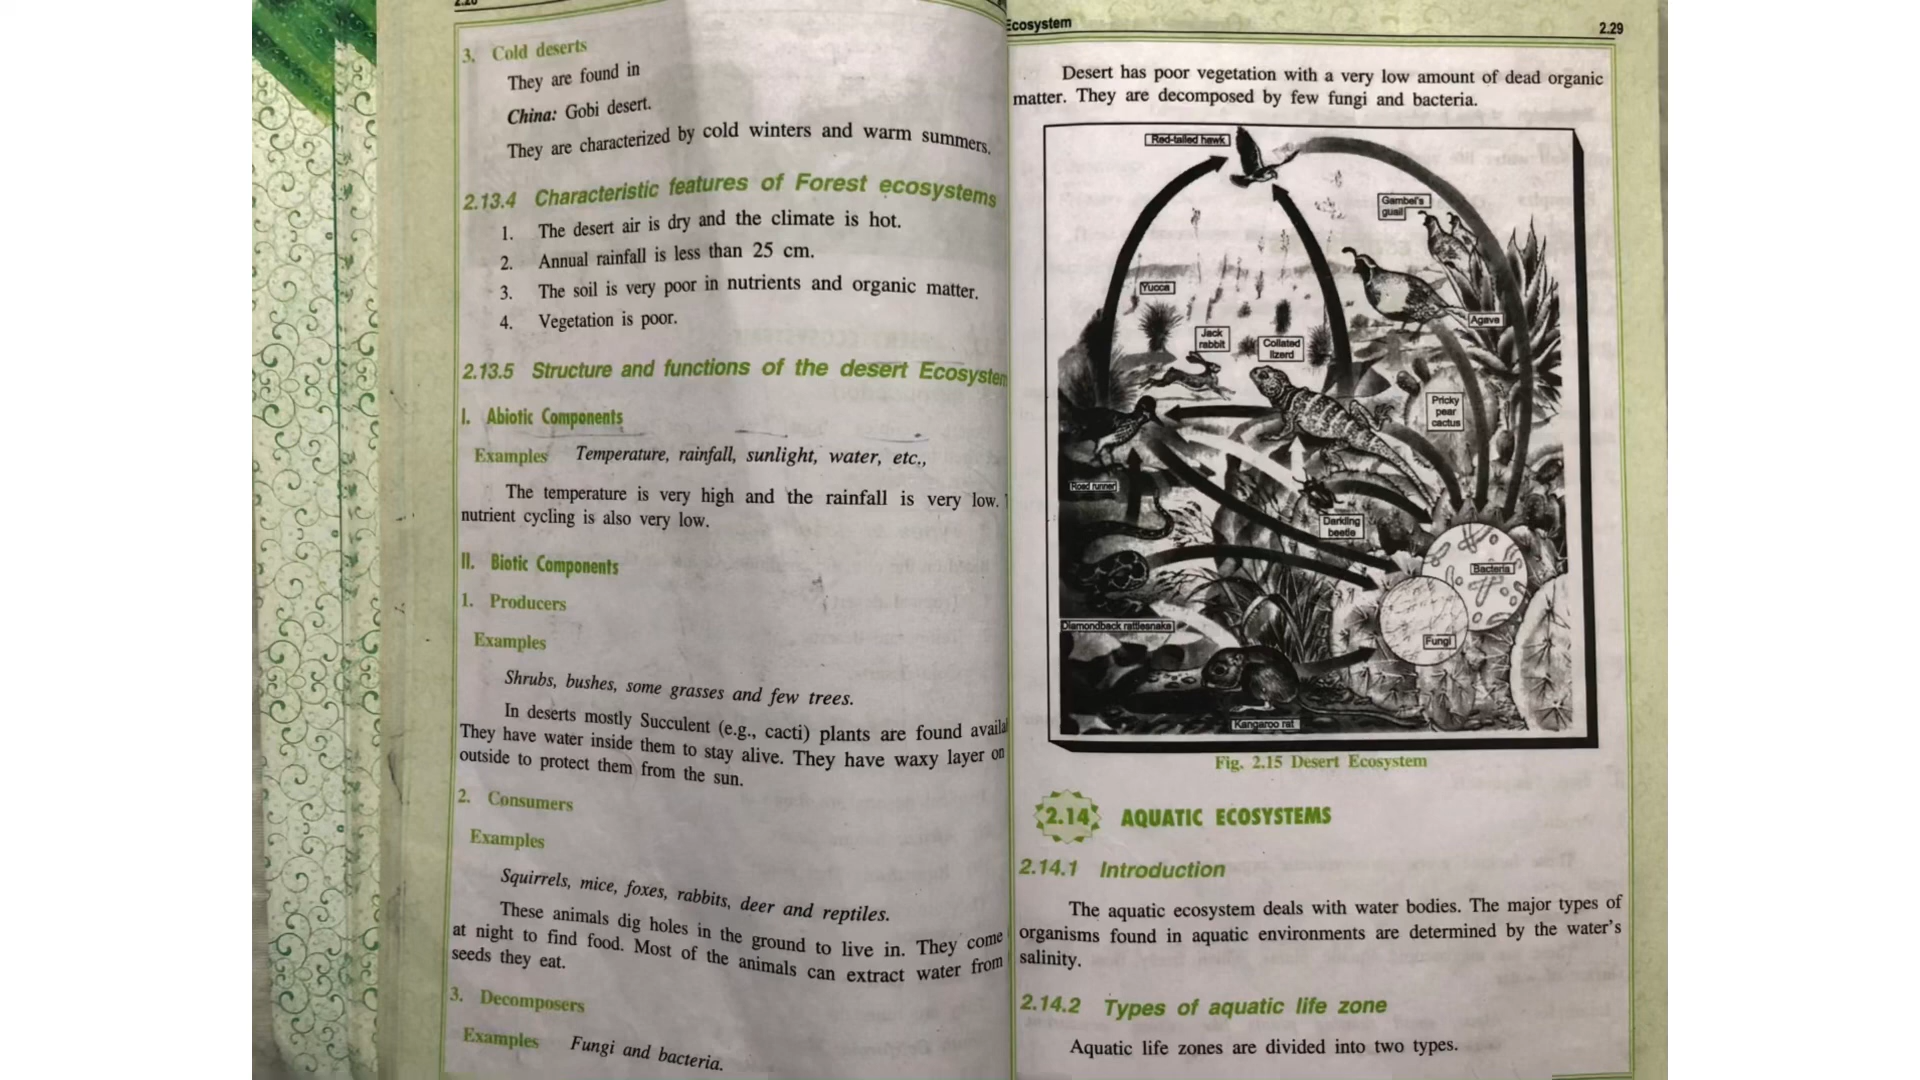 2.28
3. Cold deserts
They are found in
China: Gobi desert.
They are characterized by cold winters and warm summers.
2.13.4 Characteristic features of Forest ecosystems
1. The desert air is dry and the climate is hot.
2. Annual rainfall is less than 25 cm.
3. The soil is very poor in nutrients and organic matter.
4. Vegetation is poor.
2.13.5 Structure and functions of the desert Ecosystem
I. Abiotic Components
Examples Temperature, rainfall, sunlight, water, etc.,
The temperature is very high and the rainfall is very low.
nutrient cycling is also very low.
II. Biotic Components
1. Producers
Examples
Shrubs, bushes, some grasses and few trees.
In deserts mostly Succulent (e.g., cacti) plants are found
They have water inside them to stay alive. They have waxy layer on
outside to protect them from the sun.
2. Consumers
Examples
Squirrels, mice, foxes, rabbits, deer and reptiles.
These animals dig holes in the ground to live in. They come
at night to find food. Most of the animals can extract water from
seeds they eat.
3. Decomposers
Examples Fungi and bacteria.
Ecosystem 2.29
Desert has poor vegetation with a very low amount of dead organic
matter. They are decomposed by few fungi and bacteria.
Red-tailed hawk
Gambel's
quail
Yucca
Agave
Jack
rabbit
Collated
lizerd
Pricky
pear
cactus
Road runner
Darkling
beetle
Bacteria
Diamondback rattlesnake
Fungi
Kangaroo rat
Fig. 2.15 Desert Ecosystem
2.14 AQUATIC ECOSYSTEMS
2.14.1 Introduction
The aquatic ecosystem deals with water bodies. The major types of
organisms found in aquatic environments are determined by the water's
salinity.
2.14.2 Types of aquatic life zone
Aquatic life zones are divided into two types.